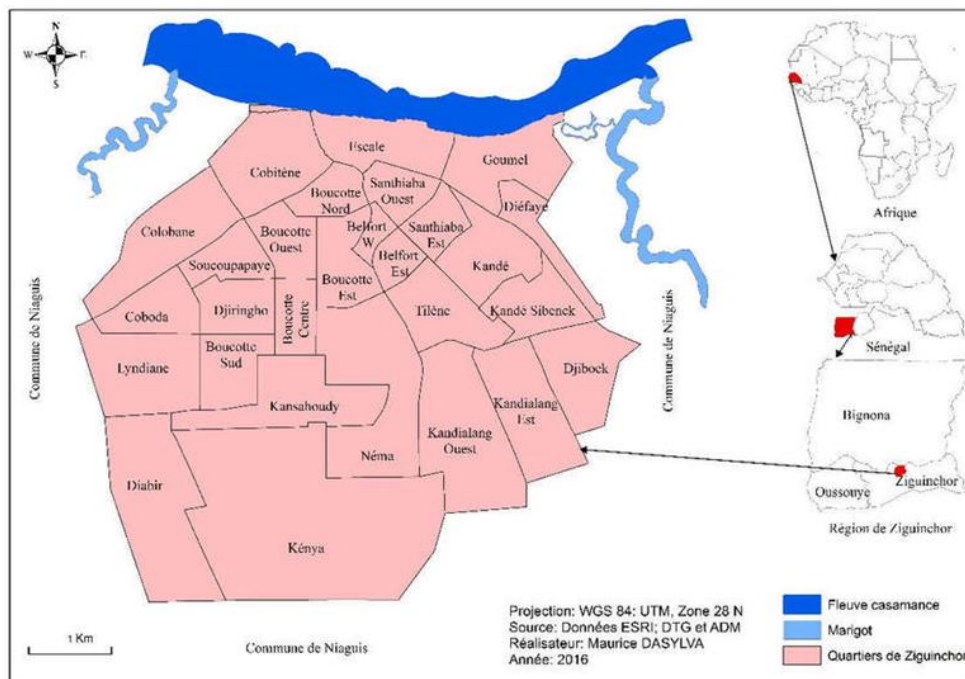 N
W
E
S
Escale
Goumel
Cobitène
Santhiaba
Ouest
Boucotte
Nord
Diéfaye
Colobane
Boucotte
Ouest
Belfort
W
Santhiaba
Est
Belfort
Est
Soucoupapaye
Kandé
Boucotte
Est
Coboda
Djiringho
Boucotte
Centre
Tilène
Kandé Sibenck
Lyndiane
Boucotte
Sud
Djibock
Kansahoudy
Kandialang
Est
Kandialang
Ouest
Néma
Diabir
Kénya
Commune de Niaguis
Commune de Niaguis
Commune de Niaguis
1 Km
Afrique
Sénégal
Bignona
Ziguinchor
Oussouye
Région de Ziguinchor
Projection: WGS 84: UTM, Zone 28 N
Source: Données ESRI; DTG et ADM
Réalisateur: Maurice DASYLVA
Année: 2016
Fleuve casamance
Marigot
Quartiers de Ziguinchor